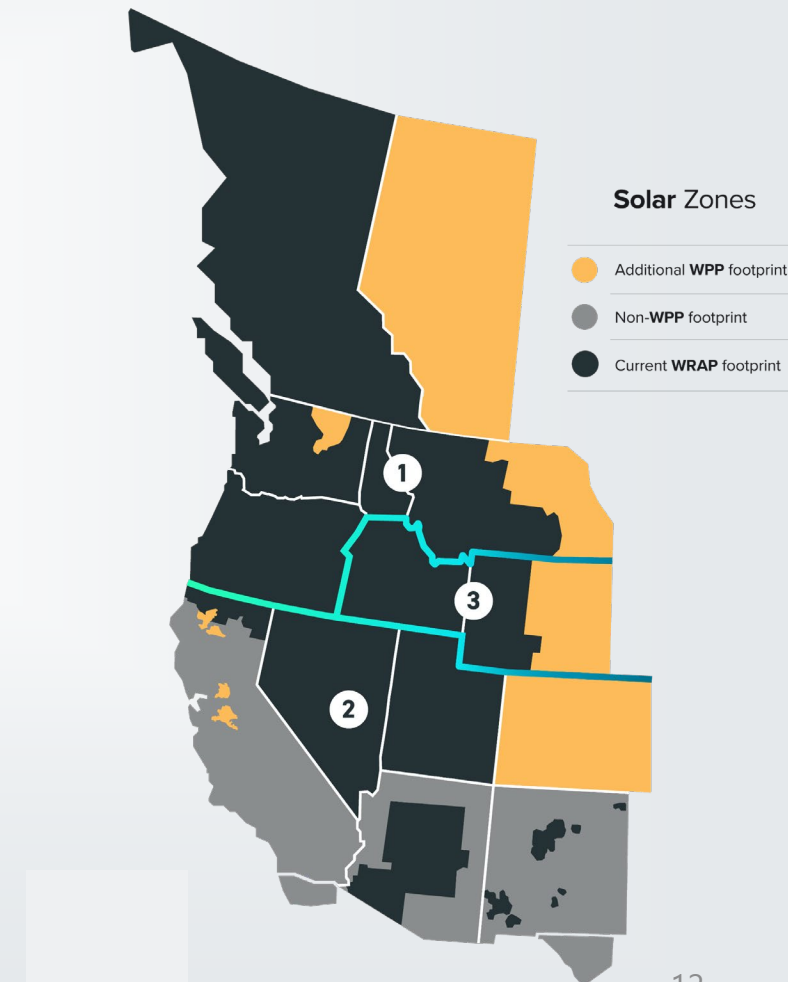 Solar Zones
Additional WPP footprint
Non-WPP footprint
Current WRAP footprint
1
3
2